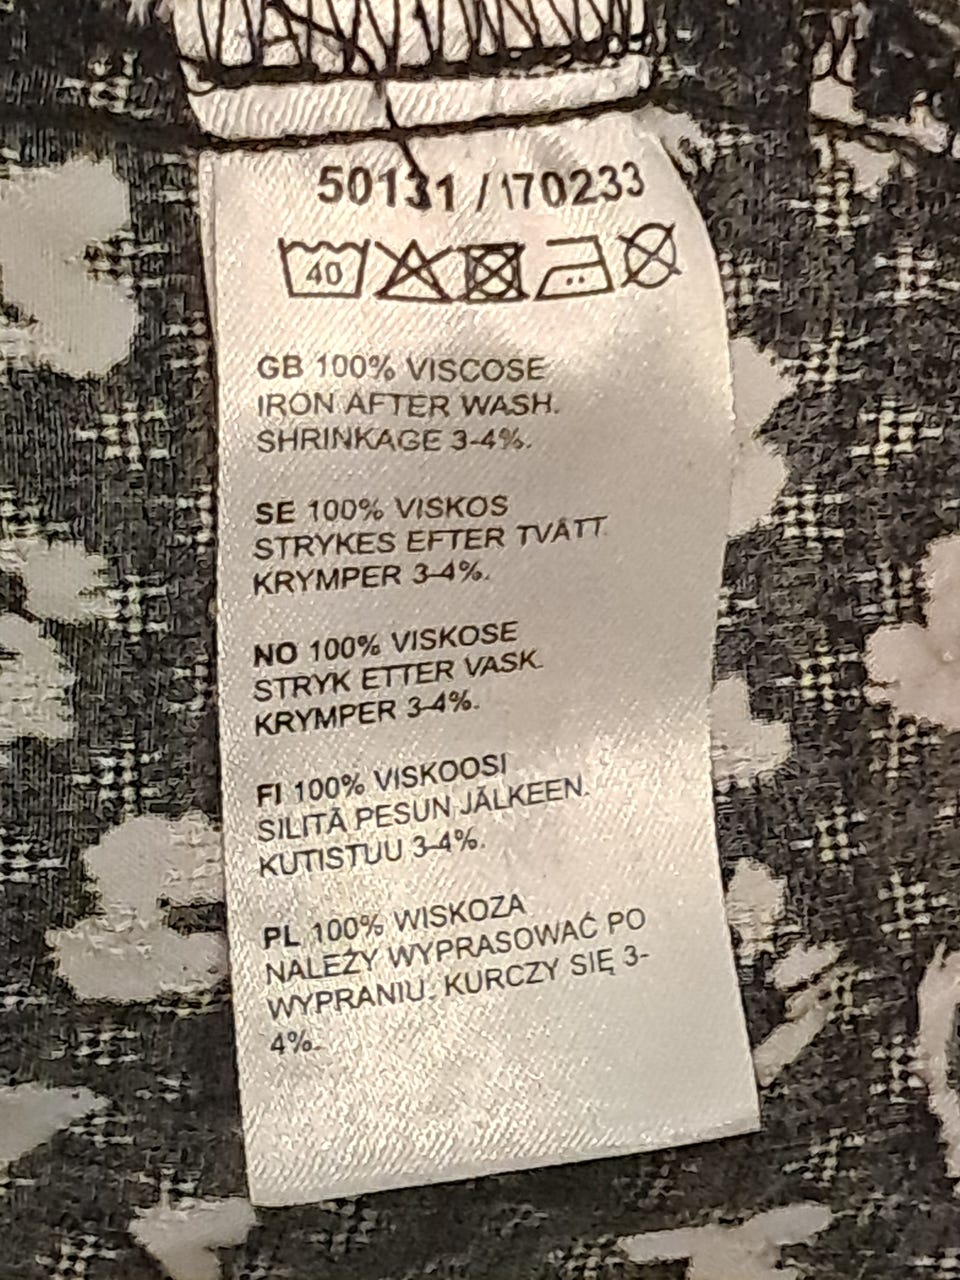 50131 / 170233
40
GB 100% VISCOSE
IRON AFTER WASH.
SHRINKAGE 3-4%.
SE 100% VISKOS
STRYKES EFTER TVÄTT.
KRYMPER 3-4%.
NO 100% VISKOSE
STRYK ETTER VASK.
KRYMPER 3-4%.
FI 100% VISKOOSI
SILITÄ PESUN JÄLKEEN.
KUTISTUU 3-4%.
PL 100% WISKOZA
NALEŻY WYPRASOWAĆ PO
WYPRANIU. KURCZY SIĘ 3-
4%.